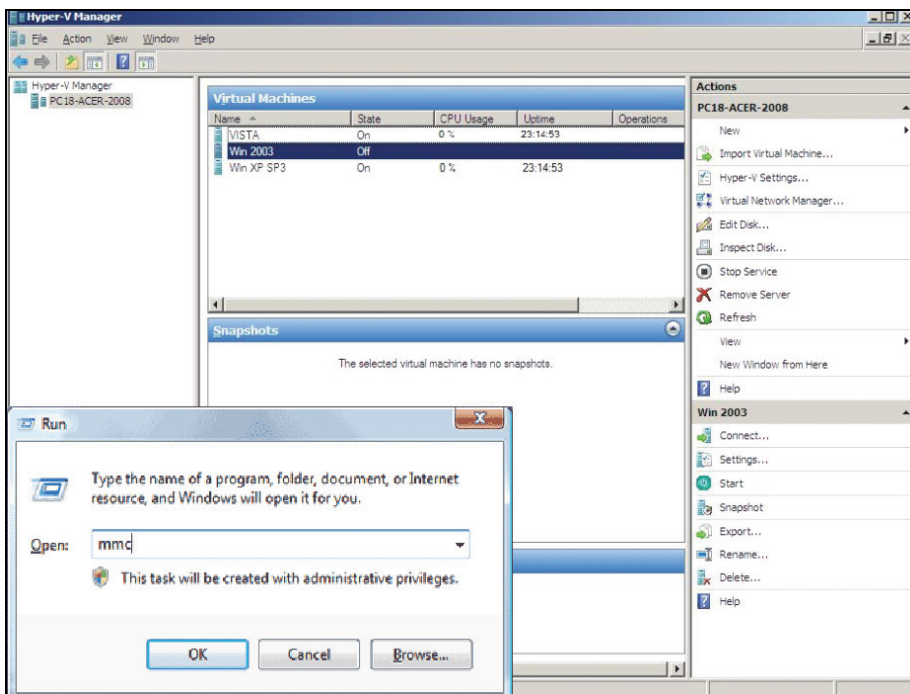 Hyper-V Manager
File Action View Window Help
Hyper-V Manager
PC18-ACER-2008
Virtual Machines
Name State CPU Usage Uptime Operations
VISTA On 0 % 23:14:53
Win 2003 Off
Win XP SP3 On 0 % 23:14:53
Snapshots
The selected virtual machine has no snapshots.
Actions
PC18-ACER-2008
New
Import Virtual Machine...
Hyper-V Settings...
Virtual Network Manager...
Edit Disk...
Inspect Disk...
Stop Service
Remove Server
Refresh
View
New Window from Here
Help
Win 2003
Connect...
Settings...
Start
Snapshot
Export...
Rename...
Delete...
Help
Run
Type the name of a program, folder, document, or Internet
resource, and Windows will open it for you.
Open: mmc
This task will be created with administrative privileges.
OK Cancel Browse...